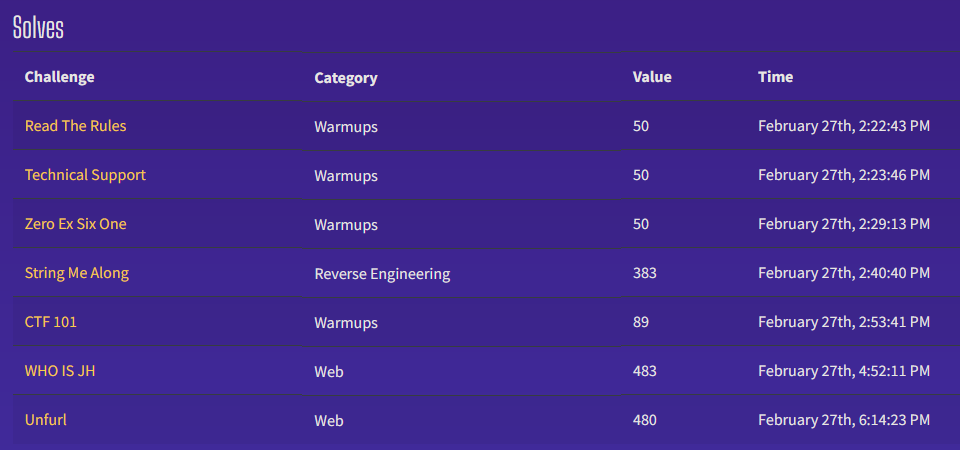 Solves
Challenge Category Value Time
Read The Rules Warmups 50 February 27th, 2:22:43 PM
Technical Support Warmups 50 February 27th, 2:23:46 PM
Zero Ex Six One Warmups 50 February 27th, 2:29:13 PM
String Me Along Reverse Engineering 383 February 27th, 2:40:40 PM
CTF 101 Warmups 89 February 27th, 2:53:41 PM
WHO IS JH Web 483 February 27th, 4:52:11 PM
Unfurl Web 480 February 27th, 6:14:23 PM